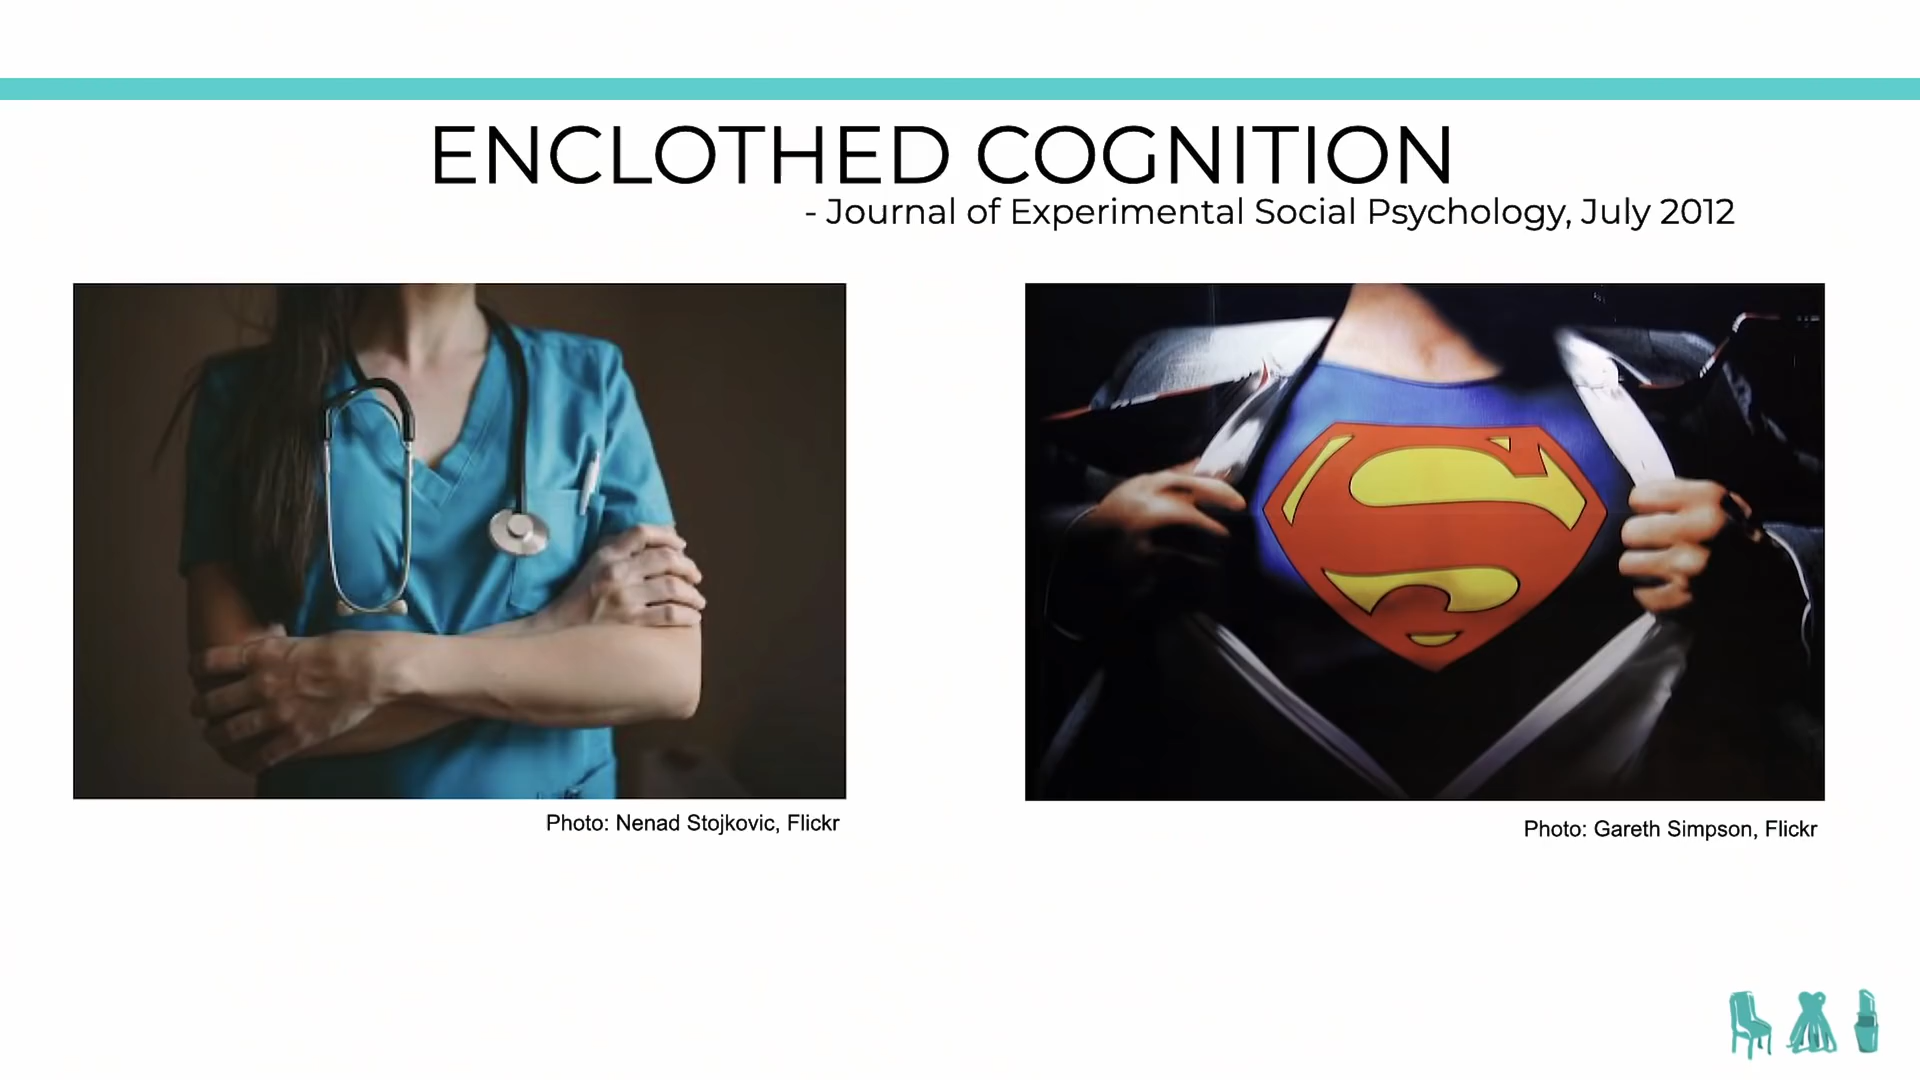 ENCLOTHED COGNITION
- Journal of Experimental Social Psychology, July 2012
S
Photo: Nenad Stojkovic, Flickr
Photo: Gareth Simpson, Flickr